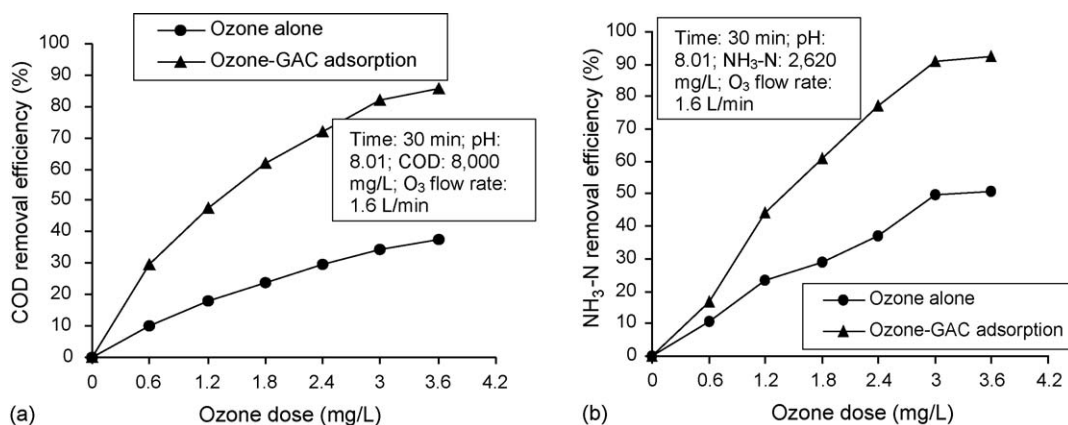 Ozone alone
Ozone-GAC adsorption
COD removal efficiency (%)
100
90
80
70
60
50
40
30
20
10
0
Time: 30 min; pH:
8.01; COD: 8,000
mg/L; O₃ flow rate:
1.6 L/min
0 0.6 1.2 1.8 2.4 3 3.6 4.2
(a) Ozone dose (mg/L)
Time: 30 min; pH:
8.01; NH₃-N: 2,620
mg/L; O₃ flow rate:
1.6 L/min
NH₃-N removal efficiency (%)
100
90
80
70
60
50
40
30
20
10
0
Ozone alone
Ozone-GAC adsorption
0 0.6 1.2 1.8 2.4 3 3.6 4.2
(b) Ozone dose (mg/L)